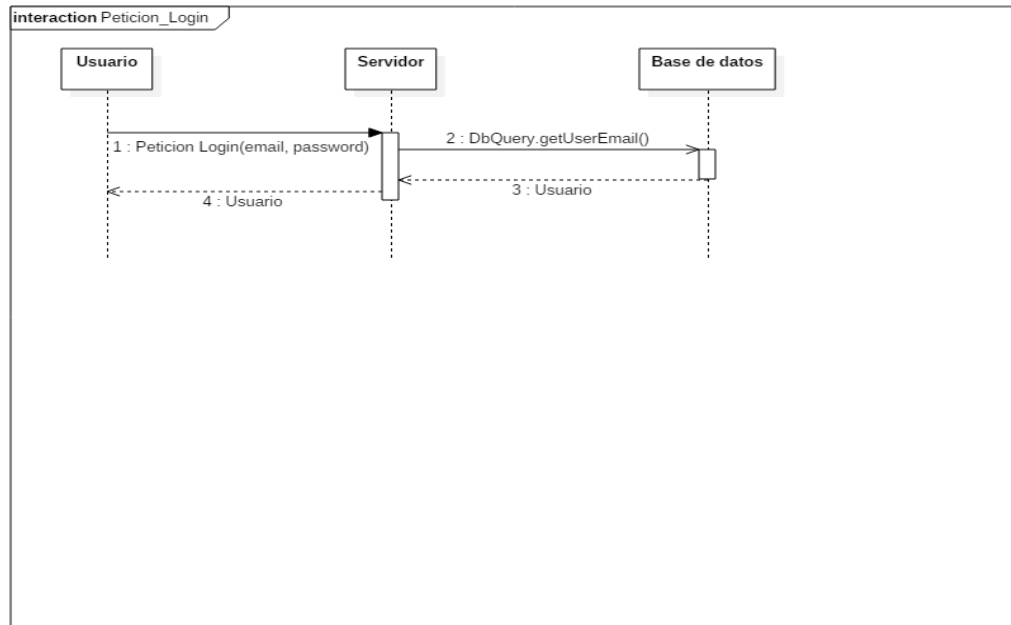 interaction Peticion_Login
Usuario
Servidor
Base de datos
1 : Peticion Login(email, password)
2 : DbQuery.getUserEmail()
3 : Usuario
4 : Usuario